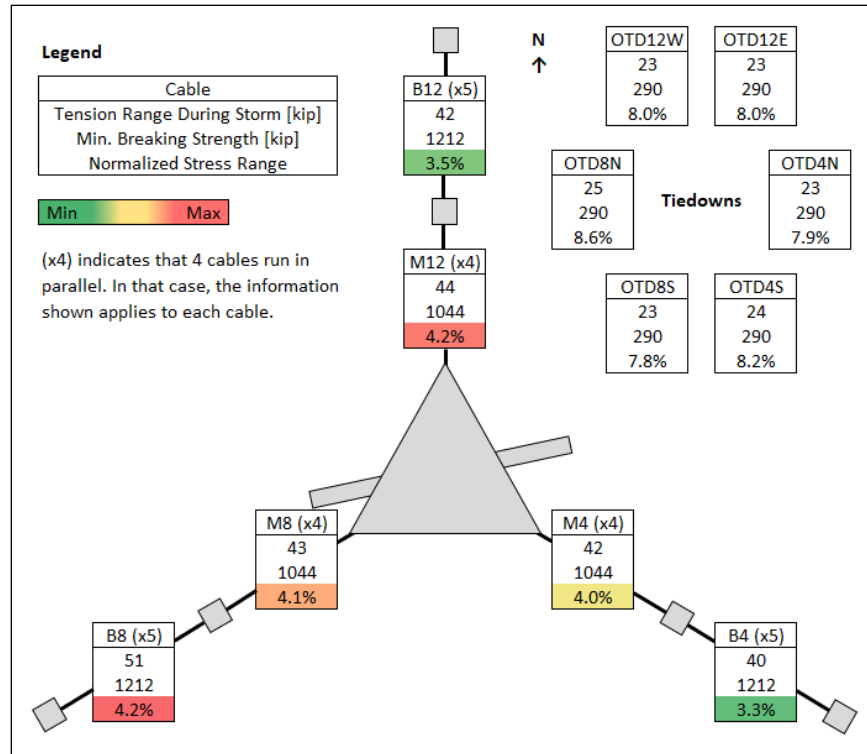 Legend
Cable
Tension Range During Storm [kip]
Min. Breaking Strength [kip]
Normalized Stress Range
Min Max
(x4) indicates that 4 cables run in
parallel. In that case, the information
shown applies to each cable.
B12 (x5)
42
1212
3.5%
M12 (x4)
44
1044
4.2%
N
↑
OTD12W
23
290
8.0%
OTD12E
23
290
8.0%
OTD8N
25
290
8.6%
Tiedowns
OTD4N
23
290
7.9%
OTD8S
23
290
7.8%
OTD4S
24
290
8.2%
M8 (x4)
43
1044
4.1%
M4 (x4)
42
1044
4.0%
B8 (x5)
51
1212
4.2%
B4 (x5)
40
1212
3.3%